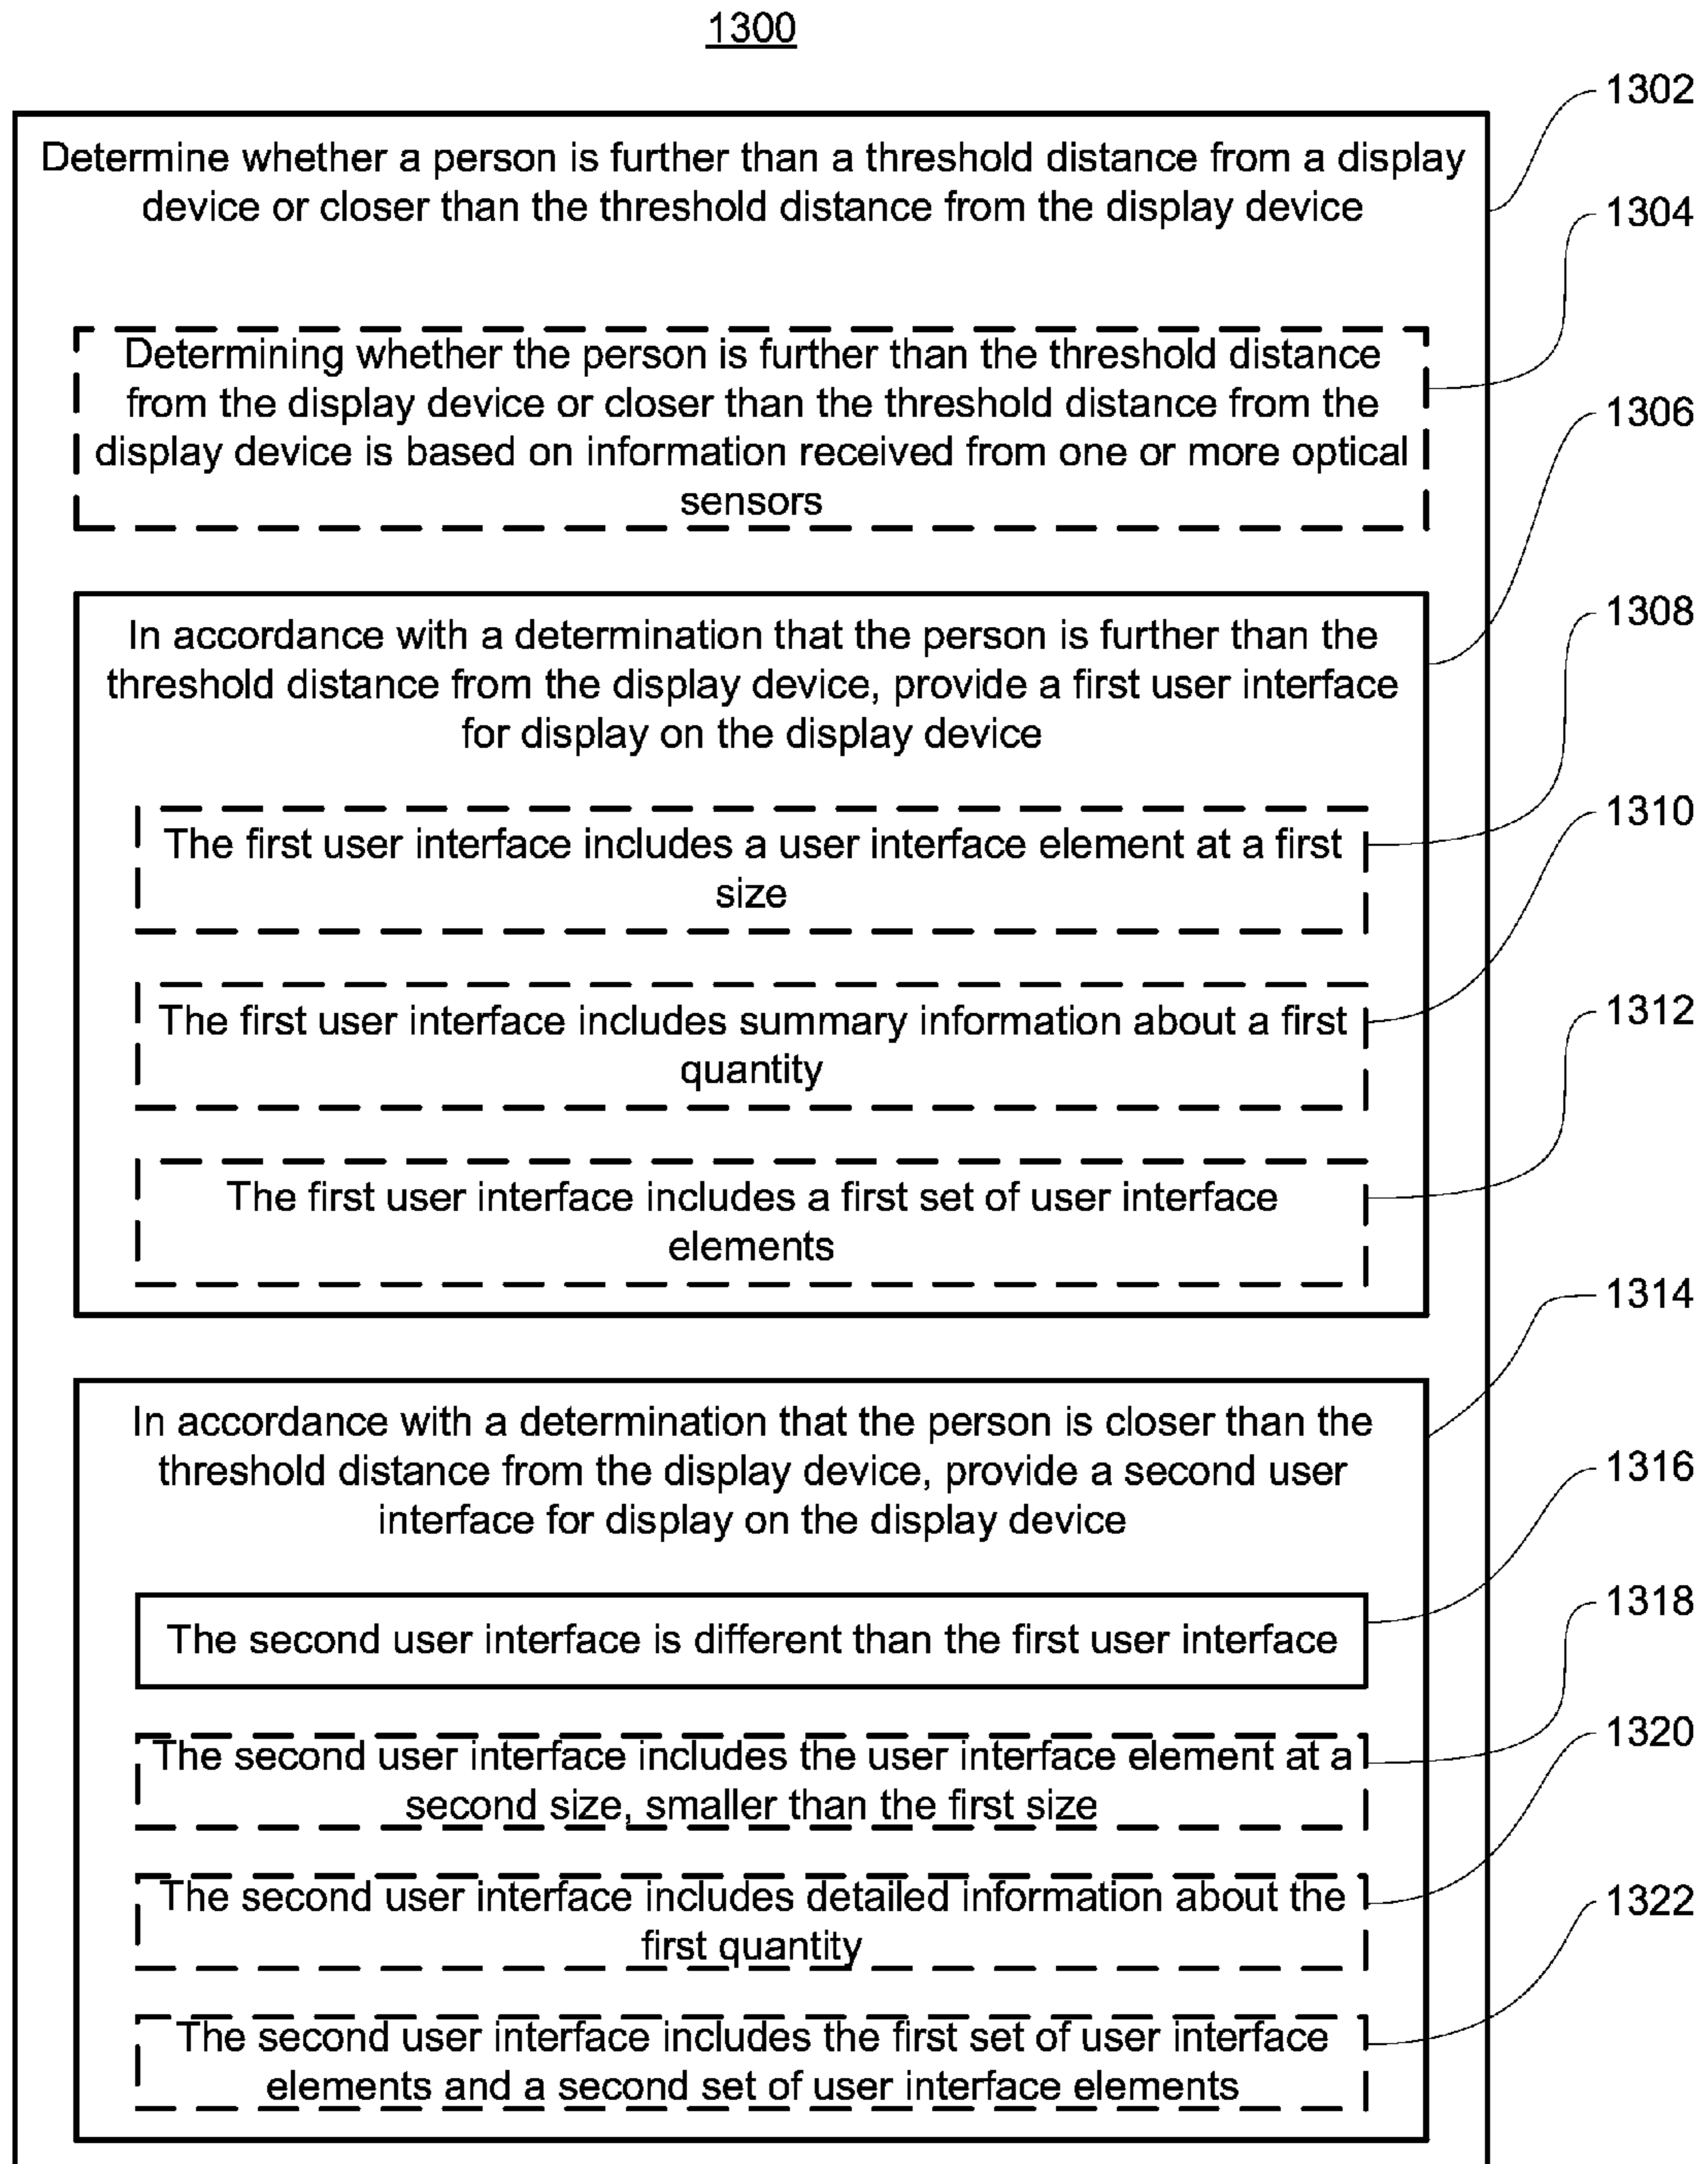 1300
1302
Determine whether a person is further than a threshold distance from a display
device or closer than the threshold distance from the display device
1304
Determining whether the person is further than the threshold distance
from the display device or closer than the threshold distance from the
display device is based on information received from one or more optical
sensors
1306
In accordance with a determination that the person is further than the
threshold distance from the display device, provide a first user interface
for display on the display device
1308
The first user interface includes a user interface element at a first
size
1310
The first user interface includes summary information about a first
quantity
1312
The first user interface includes a first set of user interface
elements
1314
In accordance with a determination that the person is closer than the
threshold distance from the display device, provide a second user
interface for display on the display device
1316
The second user interface is different than the first user interface
1318
The second user interface includes the user interface element at a
second size, smaller than the first size
1320
The second user interface includes detailed information about the
first quantity
1322
The second user interface includes the first set of user interface
elements and a second set of user interface elements